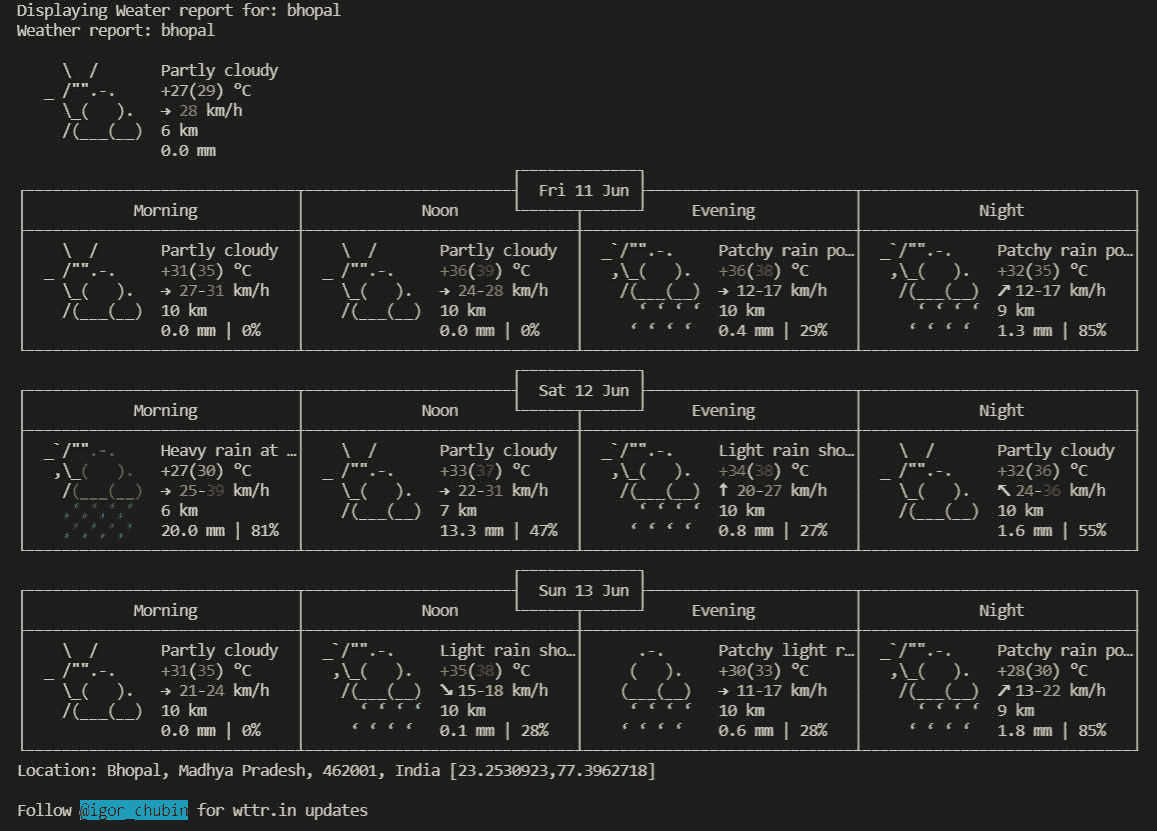 Displaying Weater report for: bhopal
Weather report: bhopal
Partly cloudy
+27(29) °C
→ 28 km/h
6 km
0.0 mm
Fri 11 Jun
Morning Noon Evening Night
Partly cloudy Partly cloudy Patchy rain po… Patchy rain po…
+31(35) °C +36(39) °C +36(38) °C +32(35) °C
→ 27-31 km/h → 24-28 km/h → 12-17 km/h ↗ 12-17 km/h
10 km 10 km 10 km 9 km
0.0 mm | 0% 0.0 mm | 0% 0.4 mm | 29% 1.3 mm | 85%
Sat 12 Jun
Morning Noon Evening Night
Heavy rain at … Partly cloudy Light rain sho… Partly cloudy
+27(30) °C +33(37) °C +34(38) °C +32(36) °C
→ 25-39 km/h → 22-31 km/h ↑ 20-27 km/h ↖ 24-36 km/h
6 km 7 km 10 km 10 km
20.0 mm | 81% 13.3 mm | 47% 0.8 mm | 27% 1.6 mm | 55%
Sun 13 Jun
Morning Noon Evening Night
Partly cloudy Light rain sho… Patchy light r… Patchy rain po…
+31(35) °C +35(38) °C +30(33) °C +28(30) °C
→ 21-24 km/h ↘ 15-18 km/h → 11-17 km/h ↗ 13-22 km/h
10 km 10 km 10 km 9 km
0.0 mm | 0% 0.1 mm | 28% 0.6 mm | 28% 1.8 mm | 85%
Location: Bhopal, Madhya Pradesh, 462001, India [23.2530923,77.3962718]
Follow @igor_chubin for wttr.in updates